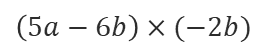 (5a − 6b) × (−2b)